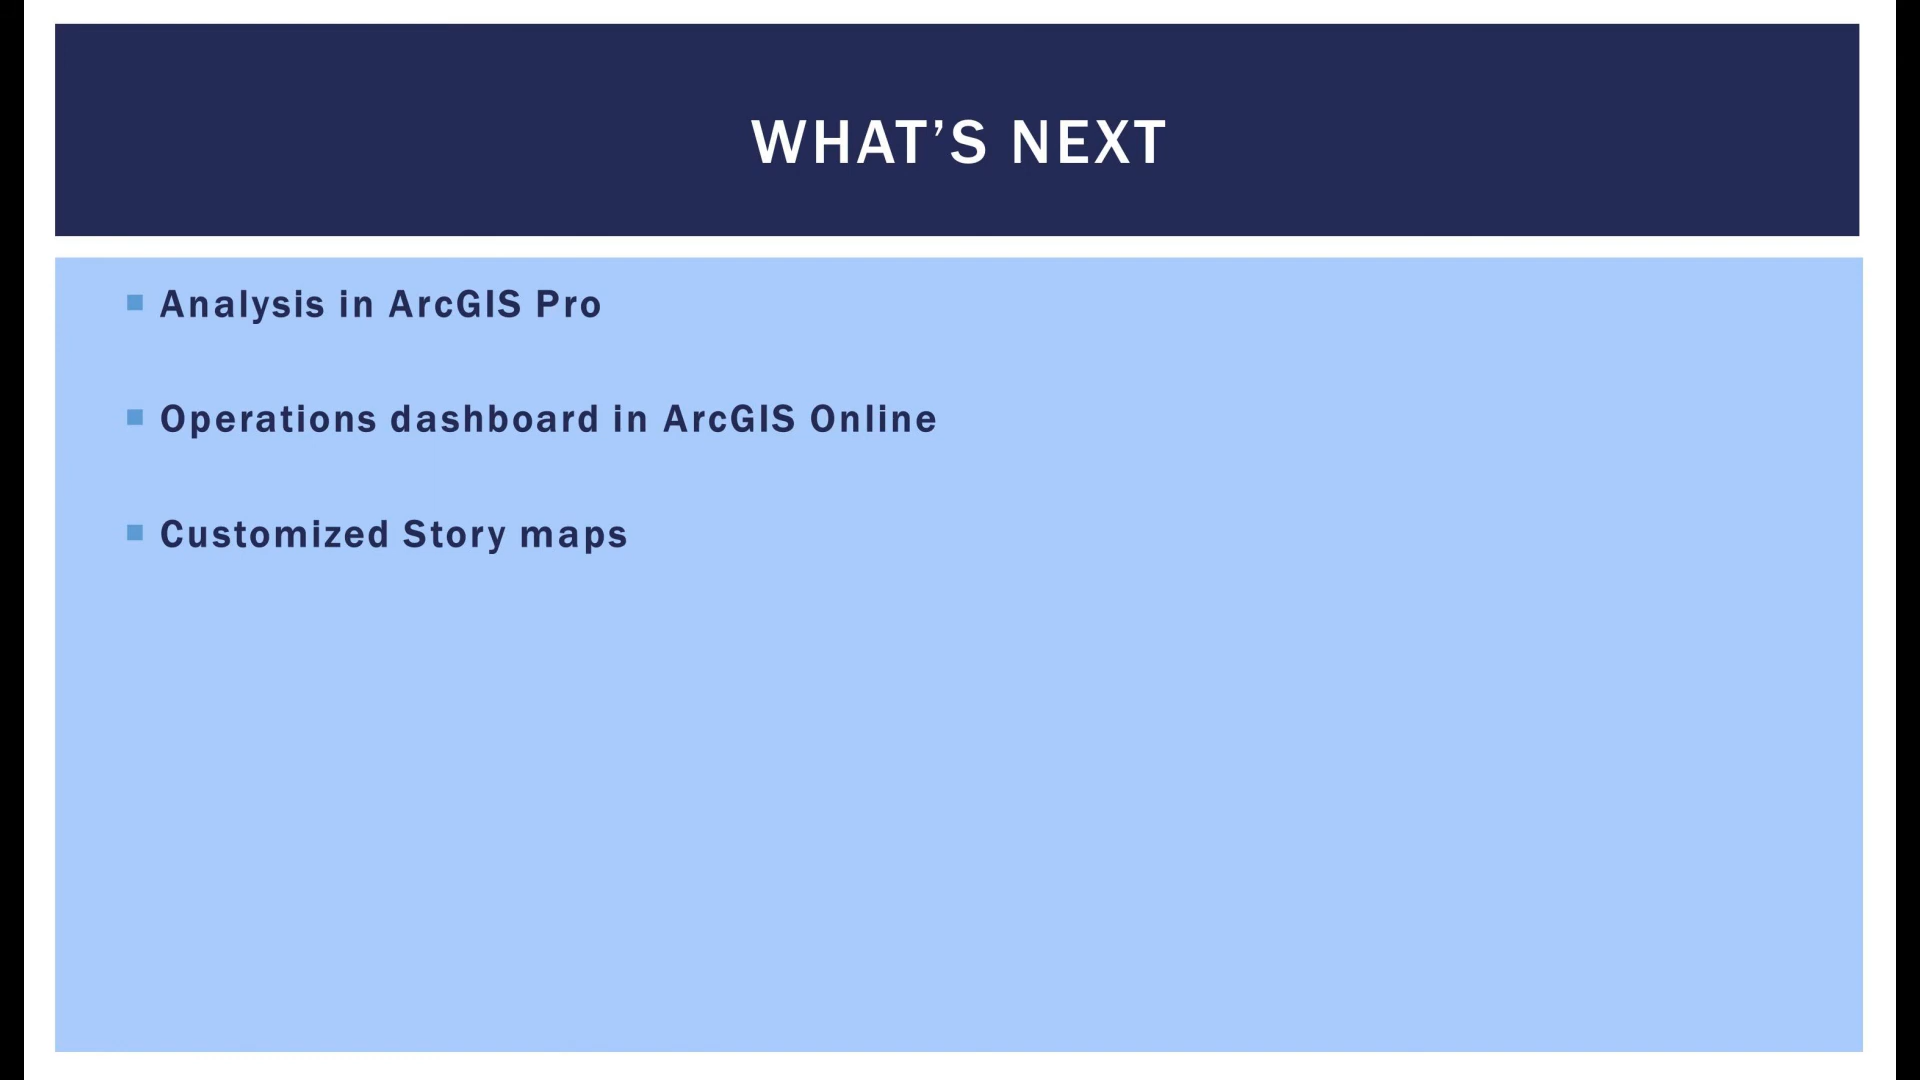 WHAT’S NEXT
Analysis in ArcGIS Pro
Operations dashboard in ArcGIS Online
Customized Story maps